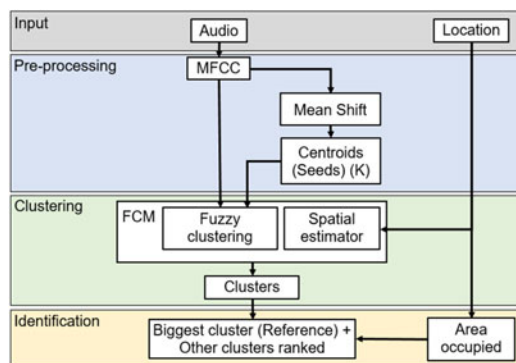 Input
Audio
Location
Pre-processing
MFCC
Mean Shift
Centroids
(Seeds) (K)
Clustering
FCM
Fuzzy
clustering
Spatial
estimator
Clusters
Identification
Biggest cluster (Reference) +
Other clusters ranked
Area
occupied